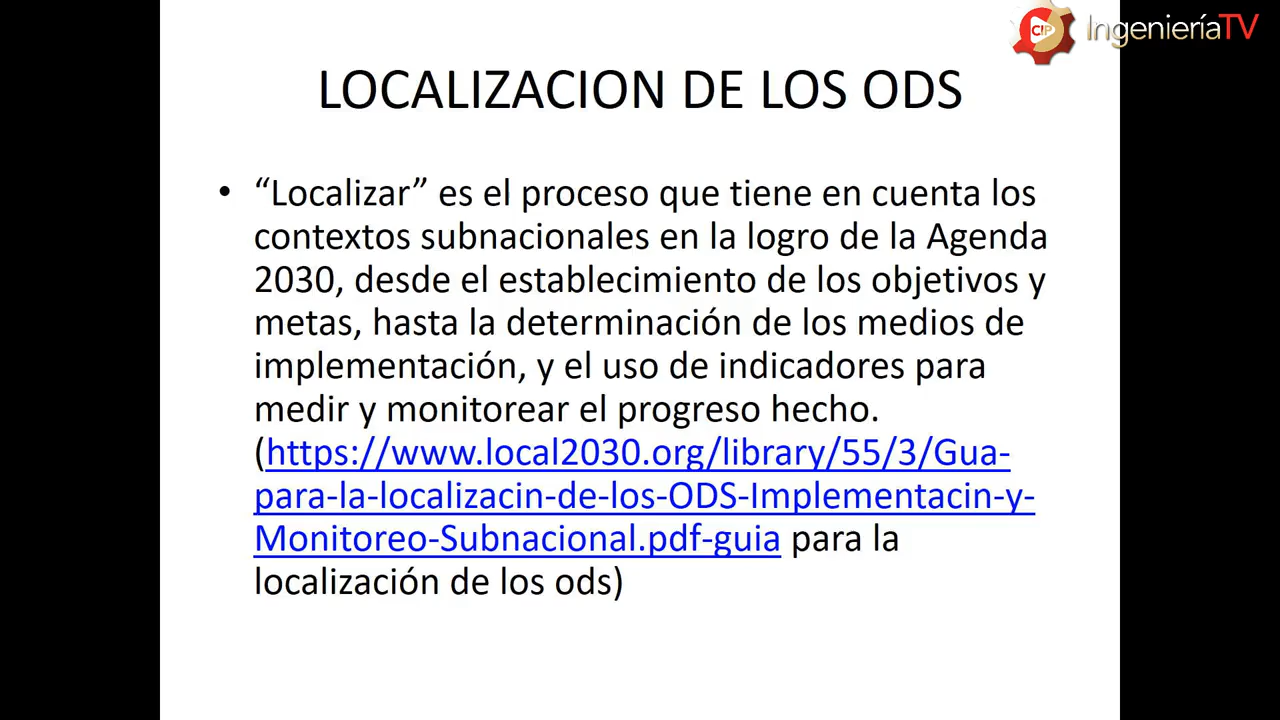 CIP IngenieríaTV
LOCALIZACION DE LOS ODS
• “Localizar” es el proceso que tiene en cuenta los
contextos subnacionales en la logro de la Agenda
2030, desde el establecimiento de los objetivos y
metas, hasta la determinación de los medios de
implementación, y el uso de indicadores para
medir y monitorear el progreso hecho.
(https://www.local2030.org/library/55/3/Gua-
para-la-localizacin-de-los-ODS-Implementacin-y-
Monitoreo-Subnacional.pdf-guia para la
localización de los ods)